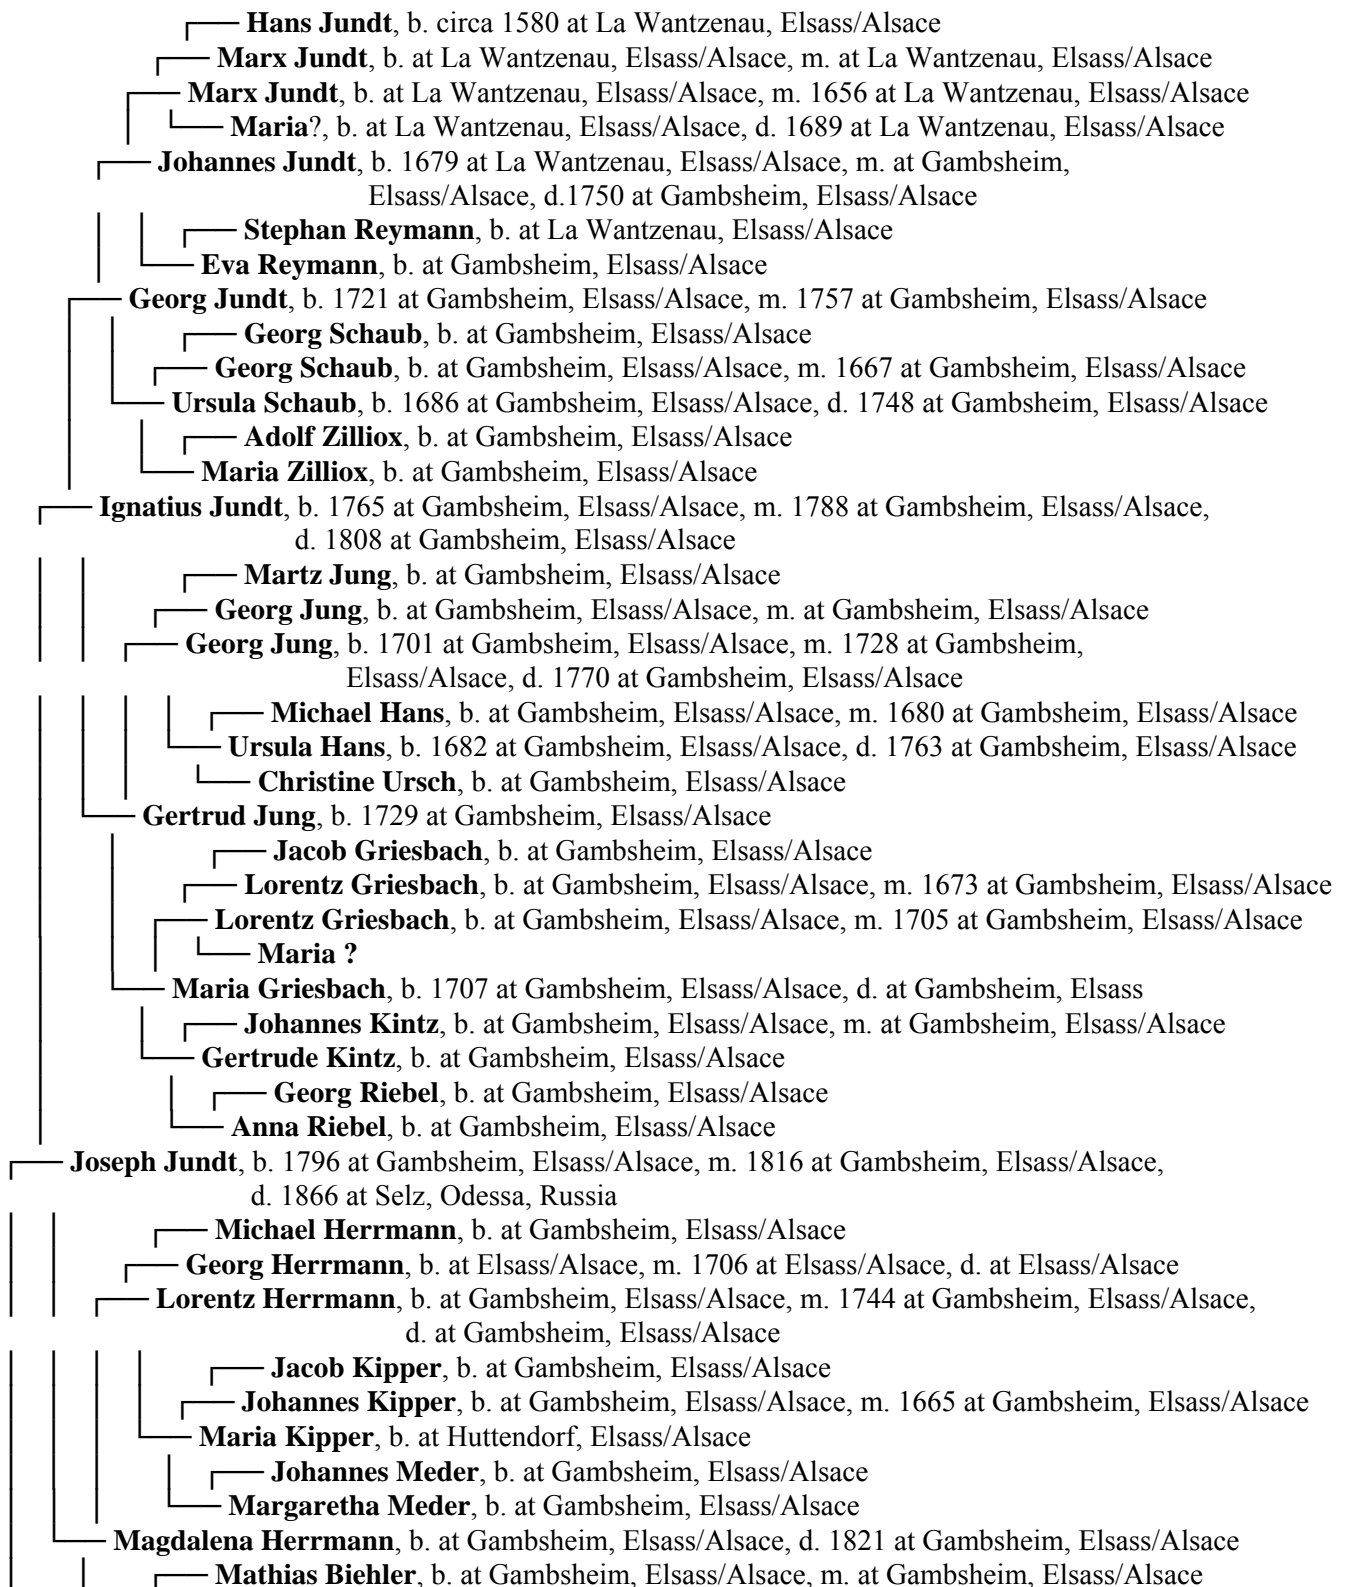 Hans Jundt, b. circa 1580 at La Wantzenau, Elsass/Alsace
Marx Jundt, b. at La Wantzenau, Elsass/Alsace, m. at La Wantzenau, Elsass/Alsace
Marx Jundt, b. at La Wantzenau, Elsass/Alsace, m. 1656 at La Wantzenau, Elsass/Alsace
Maria?, b. at La Wantzenau, Elsass/Alsace, d. 1689 at La Wantzenau, Elsass/Alsace
Johannes Jundt, b. 1679 at La Wantzenau, Elsass/Alsace, m. at Gambsheim,
Elsass/Alsace, d.1750 at Gambsheim, Elsass/Alsace
Stephan Reymann, b. at La Wantzenau, Elsass/Alsace
Eva Reymann, b. at Gambsheim, Elsass/Alsace
Georg Jundt, b. 1721 at Gambsheim, Elsass/Alsace, m. 1757 at Gambsheim, Elsass/Alsace
Georg Schaub, b. at Gambsheim, Elsass/Alsace
Georg Schaub, b. at Gambsheim, Elsass/Alsace, m. 1667 at Gambsheim, Elsass/Alsace
Ursula Schaub, b. 1686 at Gambsheim, Elsass/Alsace, d. 1748 at Gambsheim, Elsass/Alsace
Adolf Zilliox, b. at Gambsheim, Elsass/Alsace
Maria Zilliox, b. at Gambsheim, Elsass/Alsace
Ignatius Jundt, b. 1765 at Gambsheim, Elsass/Alsace, m. 1788 at Gambsheim, Elsass/Alsace,
d. 1808 at Gambsheim, Elsass/Alsace
Martz Jung, b. at Gambsheim, Elsass/Alsace
Georg Jung, b. at Gambsheim, Elsass/Alsace, m. at Gambsheim, Elsass/Alsace
Georg Jung, b. 1701 at Gambsheim, Elsass/Alsace, m. 1728 at Gambsheim,
Elsass/Alsace, d. 1770 at Gambsheim, Elsass/Alsace
Michael Hans, b. at Gambsheim, Elsass/Alsace, m. 1680 at Gambsheim, Elsass/Alsace
Ursula Hans, b. 1682 at Gambsheim, Elsass/Alsace, d. 1763 at Gambsheim, Elsass/Alsace
Christine Ursch, b. at Gambsheim, Elsass/Alsace
Gertrud Jung, b. 1729 at Gambsheim, Elsass/Alsace
Jacob Griesbach, b. at Gambsheim, Elsass/Alsace
Lorentz Griesbach, b. at Gambsheim, Elsass/Alsace, m. 1673 at Gambsheim, Elsass/Alsace
Lorentz Griesbach, b. at Gambsheim, Elsass/Alsace, m. 1705 at Gambsheim, Elsass/Alsace
Maria ?
Maria Griesbach, b. 1707 at Gambsheim, Elsass/Alsace, d. at Gambsheim, Elsass
Johannes Kintz, b. at Gambsheim, Elsass/Alsace, m. at Gambsheim, Elsass/Alsace
Gertrude Kintz, b. at Gambsheim, Elsass/Alsace
Georg Riebel, b. at Gambsheim, Elsass/Alsace
Anna Riebel, b. at Gambsheim, Elsass/Alsace
Joseph Jundt, b. 1796 at Gambsheim, Elsass/Alsace, m. 1816 at Gambsheim, Elsass/Alsace,
d. 1866 at Selz, Odessa, Russia
Michael Herrmann, b. at Gambsheim, Elsass/Alsace
Georg Herrmann, b. at Elsass/Alsace, m. 1706 at Elsass/Alsace, d. at Elsass/Alsace
Lorentz Herrmann, b. at Gambsheim, Elsass/Alsace, m. 1744 at Gambsheim, Elsass/Alsace,
d. at Gambsheim, Elsass/Alsace
Jacob Kipper, b. at Gambsheim, Elsass/Alsace
Johannes Kipper, b. at Gambsheim, Elsass/Alsace, m. 1665 at Gambsheim, Elsass/Alsace
Maria Kipper, b. at Huttendorf, Elsass/Alsace
Johannes Meder, b. at Gambsheim, Elsass/Alsace
Margaretha Meder, b. at Gambsheim, Elsass/Alsace
Magdalena Herrmann, b. at Gambsheim, Elsass/Alsace, d. 1821 at Gambsheim, Elsass/Alsace
Mathias Biehler, b. at Gambsheim, Elsass/Alsace, m. at Gambsheim, Elsass/Alsace